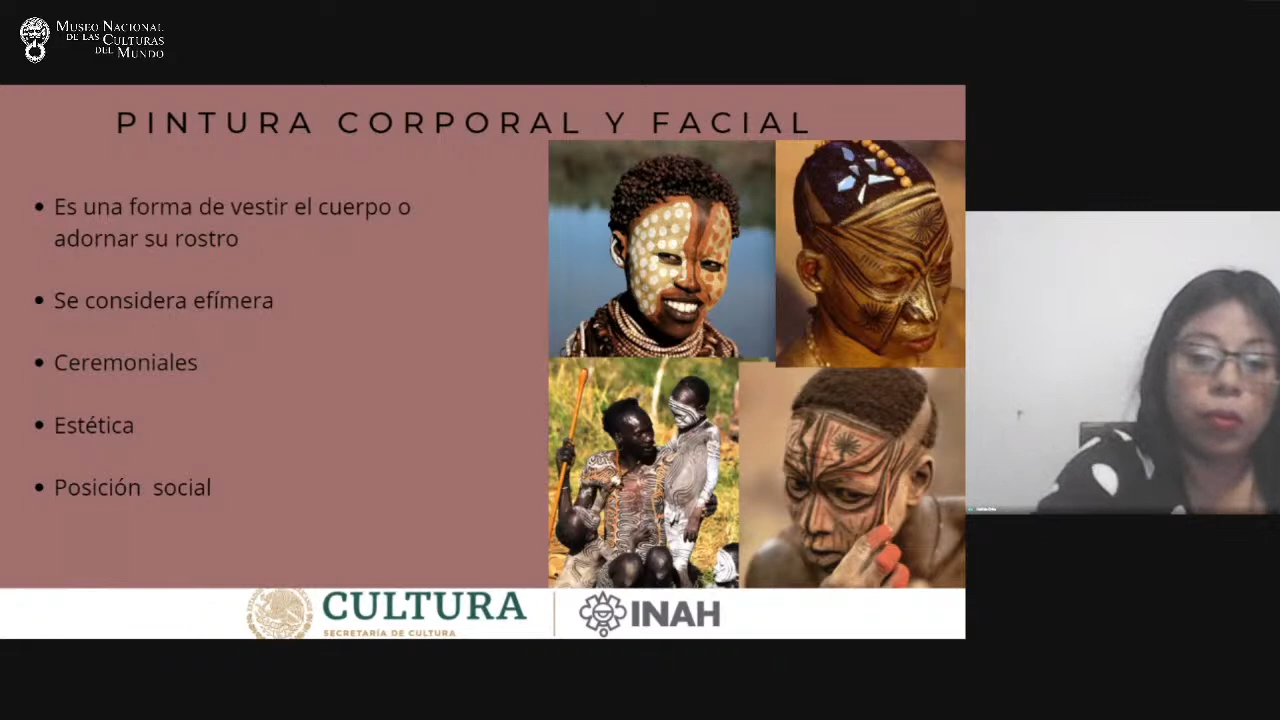 MUSEO NACIONAL
DE LAS CULTURAS
DEL MUNDO
PINTURA CORPORAL Y FACIAL
• Es una forma de vestir el cuerpo o
adornar su rostro
• Se considera efímera
• Ceremoniales
• Estética
• Posición social
CULTURA
SECRETARÍA DE CULTURA
INAH